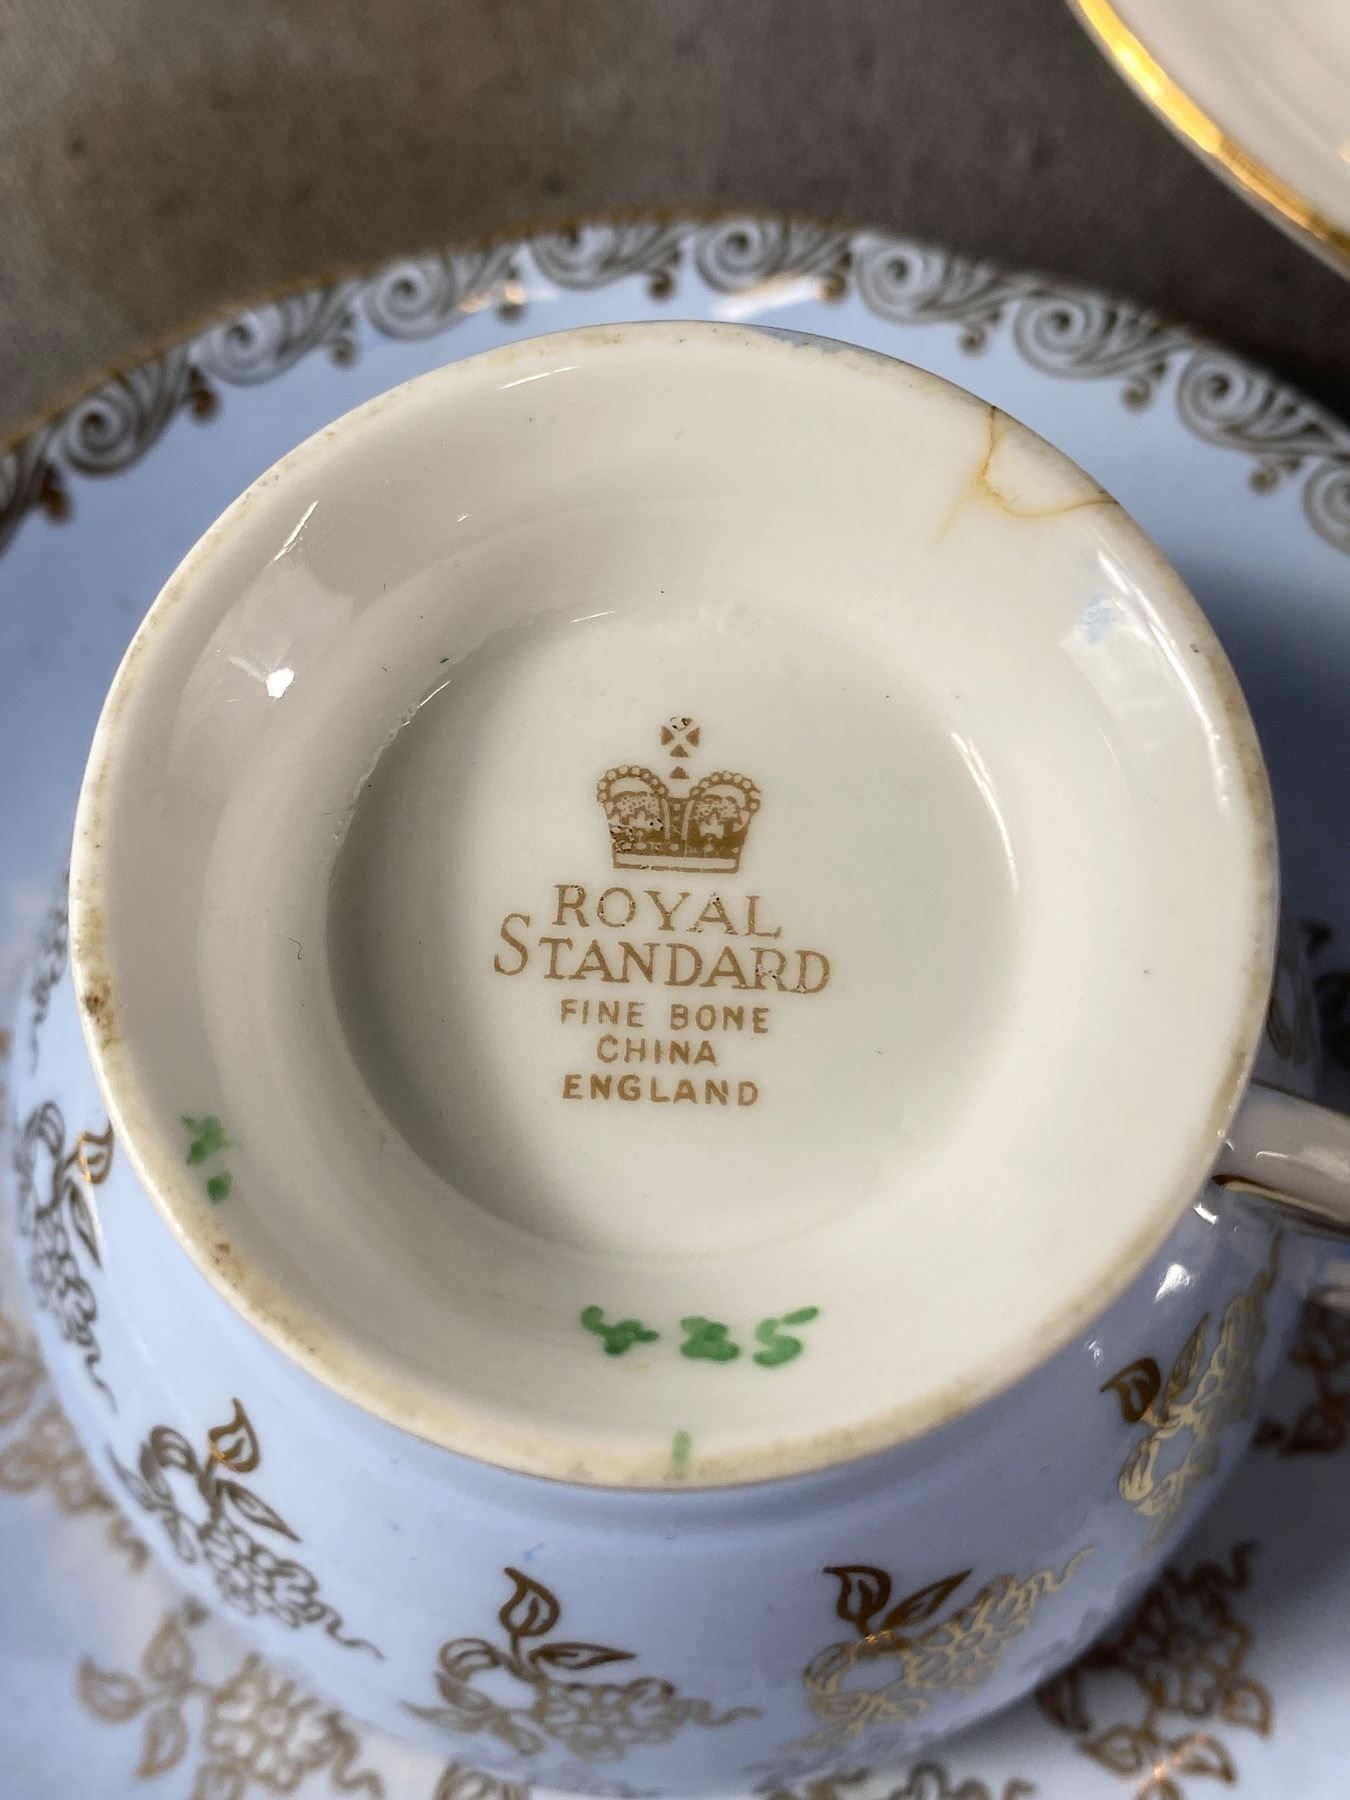 ROYAL
STANDARD
FINE BONE
CHINA
ENGLAND
425